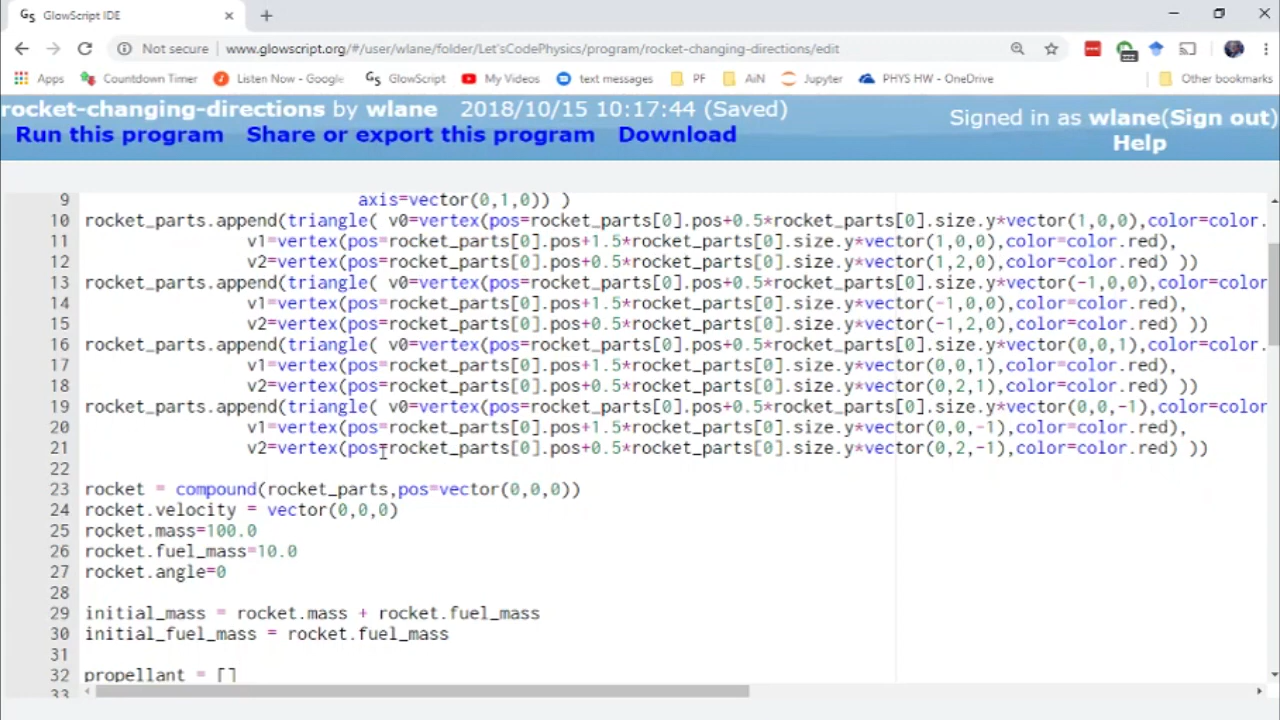 GlowScript IDE
Not secure | www.glowscript.org/#/user/wlane/folder/Let'sCodePhysics/program/rocket-changing-directions/edit
Apps Countdown Timer Listen Now - Google GlowScript My Videos text messages PF AiN Jupyter PHYS HW - OneDrive Other bookmarks
rocket-changing-directions by wlane 2018/10/15 10:17:44 (Saved) Signed in as wlane(Sign out)
Run this program Share or export this program Download Help
9 axis=vector(0,1,0)) )
10 rocket_parts.append(triangle( v0=vertex(pos=rocket_parts[0].pos+0.5*rocket_parts[0].size.y*vector(1,0,0),color=color.
11 v1=vertex(pos=rocket_parts[0].pos+1.5*rocket_parts[0].size.y*vector(1,0,0),color=color.red),
12 v2=vertex(pos=rocket_parts[0].pos+0.5*rocket_parts[0].size.y*vector(1,2,0),color=color.red) ))
13 rocket_parts.append(triangle( v0=vertex(pos=rocket_parts[0].pos+0.5*rocket_parts[0].size.y*vector(-1,0,0),color=color
14 v1=vertex(pos=rocket_parts[0].pos+1.5*rocket_parts[0].size.y*vector(-1,0,0),color=color.red),
15 v2=vertex(pos=rocket_parts[0].pos+0.5*rocket_parts[0].size.y*vector(-1,2,0),color=color.red) ))
16 rocket_parts.append(triangle( v0=vertex(pos=rocket_parts[0].pos+0.5*rocket_parts[0].size.y*vector(0,0,1),color=color.
17 v1=vertex(pos=rocket_parts[0].pos+1.5*rocket_parts[0].size.y*vector(0,0,1),color=color.red),
18 v2=vertex(pos=rocket_parts[0].pos+0.5*rocket_parts[0].size.y*vector(0,2,1),color=color.red) ))
19 rocket_parts.append(triangle( v0=vertex(pos=rocket_parts[0].pos+0.5*rocket_parts[0].size.y*vector(0,0,-1),color=color
20 v1=vertex(pos=rocket_parts[0].pos+1.5*rocket_parts[0].size.y*vector(0,0,-1),color=color.red),
21 v2=vertex(pos=rocket_parts[0].pos+0.5*rocket_parts[0].size.y*vector(0,2,-1),color=color.red) ))
22
23 rocket = compound(rocket_parts,pos=vector(0,0,0))
24 rocket.velocity = vector(0,0,0)
25 rocket.mass=100.0
26 rocket.fuel_mass=10.0
27 rocket.angle=0
28
29 initial_mass = rocket.mass + rocket.fuel_mass
30 initial_fuel_mass = rocket.fuel_mass
31
32 propellant = []
33